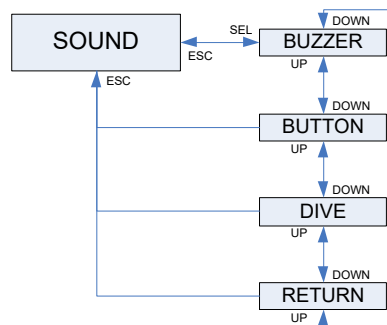 DOWN
SOUND
SEL
BUZZER
ESC
UP
ESC
DOWN
BUTTON
UP
DOWN
DIVE
UP
DOWN
RETURN
UP